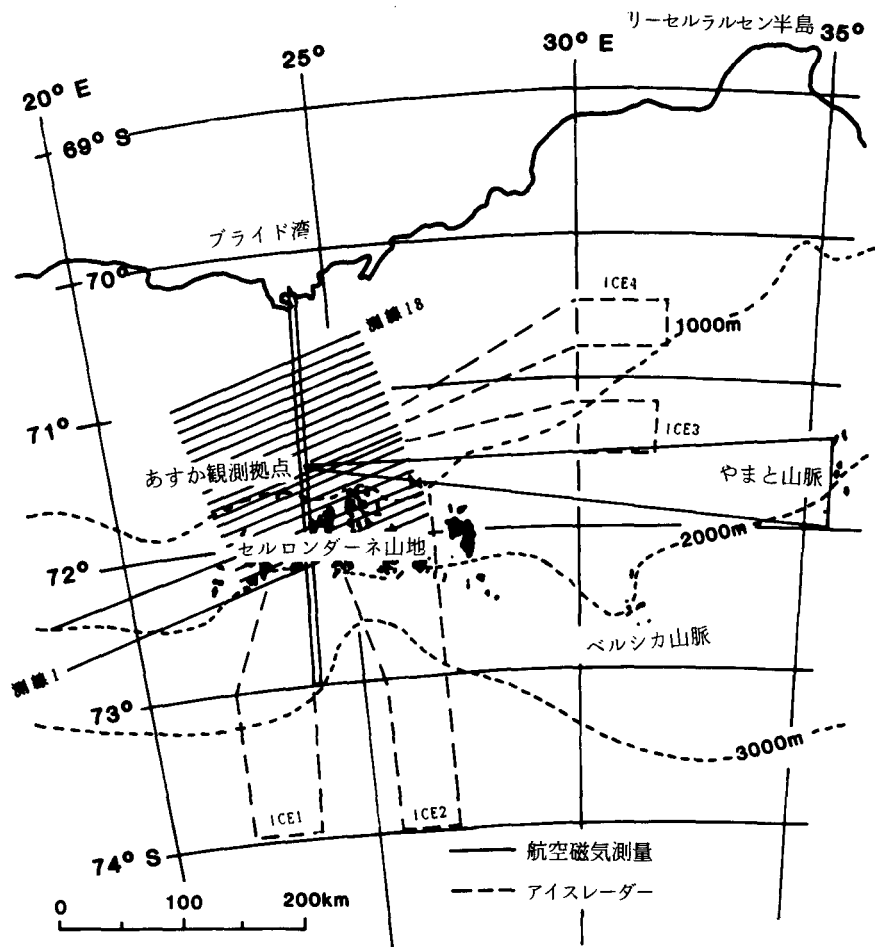 リーセルラルセン半島
35°
30° E
25°
20° E
69° S
ブライド湾
70°
ICE4
測線18
1000m
71°
ICE3
あすか観測拠点
やまと山脈
2000m
セルロンダーネ山地
72°
ベルシカ山脈
測線1
73°
3000m
ICE1
ICE2
74° S
航空磁気測量
アイスレーダー
0 100 200km